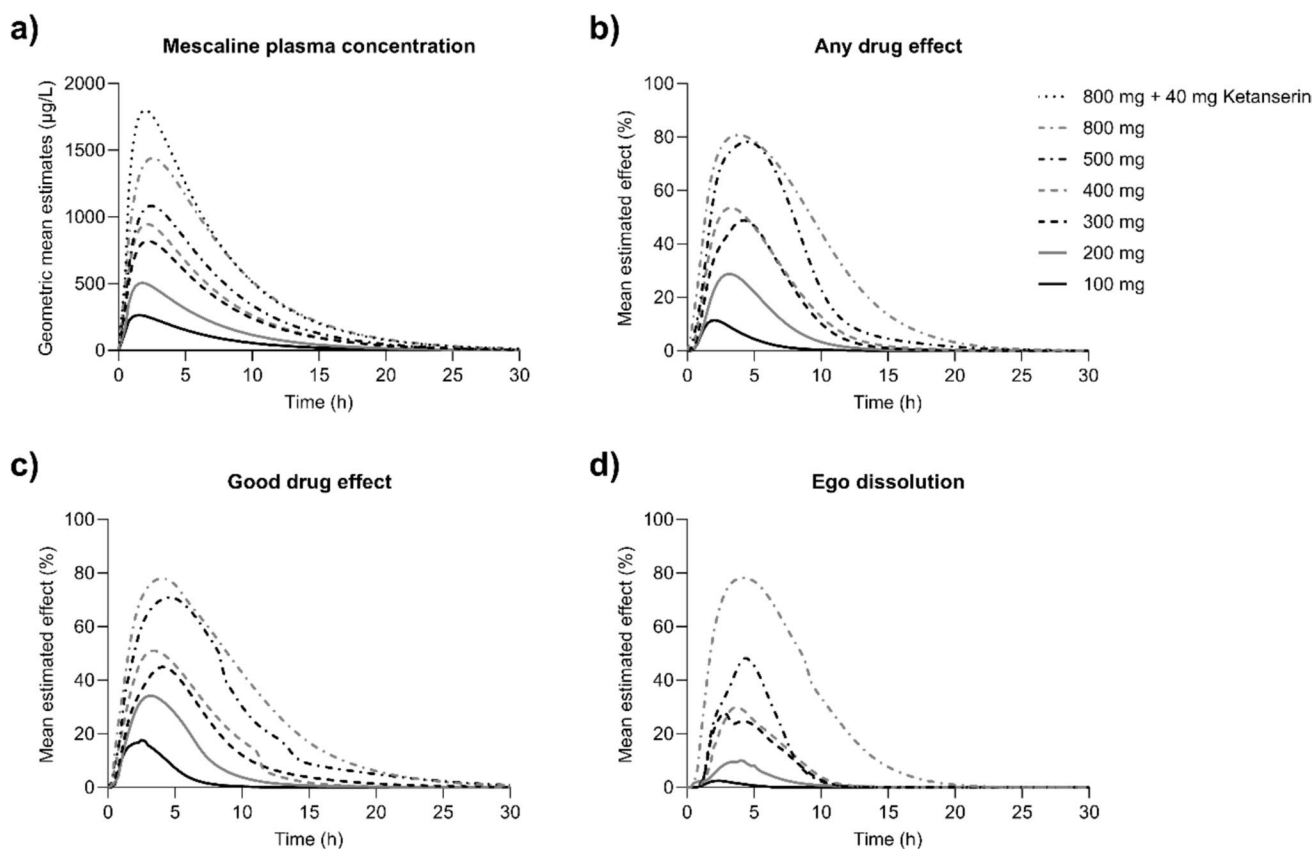 a)
Mescaline plasma concentration
Geometric mean estimates (µg/L)
2000
1500
1000
500
0
0 5 10 15 20 25 30
Time (h)
b)
Any drug effect
Mean estimated effect (%)
100
80
60
40
20
0
0 5 10 15 20 25 30
Time (h)
800 mg + 40 mg Ketanserin
800 mg
500 mg
400 mg
300 mg
200 mg
100 mg
c)
Good drug effect
Mean estimated effect (%)
100
80
60
40
20
0
0 5 10 15 20 25 30
Time (h)
d)
Ego dissolution
Mean estimated effect (%)
100
80
60
40
20
0
0 5 10 15 20 25 30
Time (h)